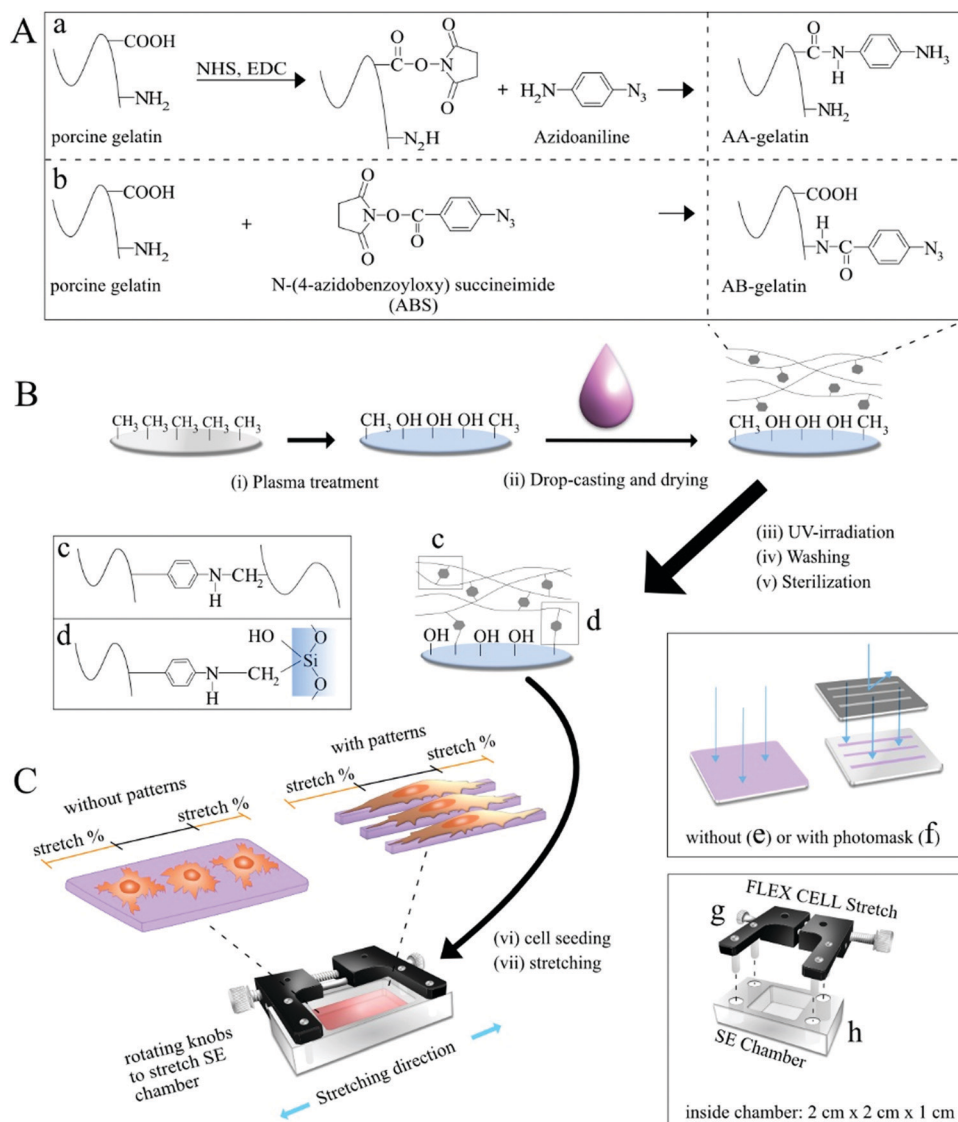 A
a
COOH
NH2
porcine gelatin
NHS, EDC
O
C
O
N
O
O
N2H
+
H2N
N3
Azidoaniline
O
C
N
H
NH3
NH2
AA-gelatin
b
COOH
NH2
porcine gelatin
+
O
N
O
C
O
O
N3
N-(4-azidobenzoyloxy) succineimide
(ABS)
COOH
H
N
C
O
N3
AB-gelatin
B
CH3 CH3 CH3 CH3 CH3
(i) Plasma treatment
CH3 OH OH OH CH3
(ii) Drop-casting and drying
CH3 OH OH OH CH3
(iii) UV-irradiation
(iv) Washing
(v) Sterilization
c
N
H
CH2
d
HO
O
Si
O
N
H
CH2
c
d
OH OH OH
C
without patterns
stretch %
stretch %
with patterns
stretch %
stretch %
(vi) cell seeding
(vii) stretching
rotating knobs
to stretch SE
chamber
Stretching direction
without (e) or with photomask (f)
FLEX CELL Stretch
g
SE Chamber
h
inside chamber: 2 cm x 2 cm x 1 cm